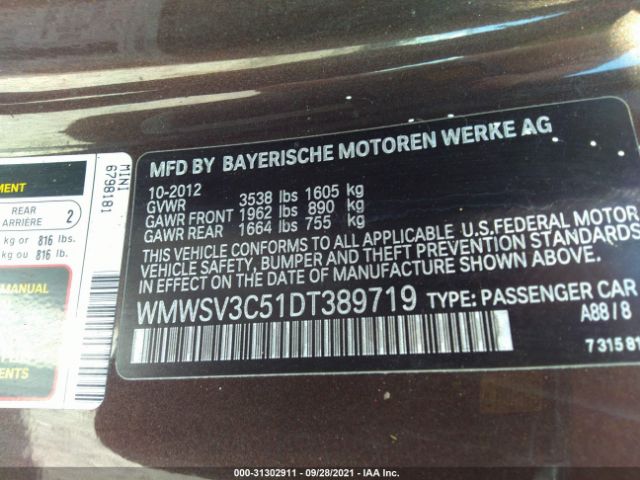 MFD BY BAYERISCHE MOTOREN WERKE AG
10-2012
GVWR 3538 lbs 1605 kg
GAWR FRONT 1962 lbs 890 kg
GAWR REAR 1664 lbs 755 kg
THIS VEHICLE CONFORMS TO ALL APPLICABLE U.S.FEDERAL MOTOR
VEHICLE SAFETY, BUMPER AND THEFT PREVENTION STANDARDS
IN EFFECT ON THE DATE OF MANUFACTURE SHOWN ABOVE.
WMWSV3C51DT389719 TYPE: PASSENGER CAR
A88/8
7 315 81
MINI
6798181
REAR
ARRIÈRE 2
kg or 816 lbs.
kg ou 816 lb.
MANUAL
000-31302911 - 09/28/2021 - IAA Inc.